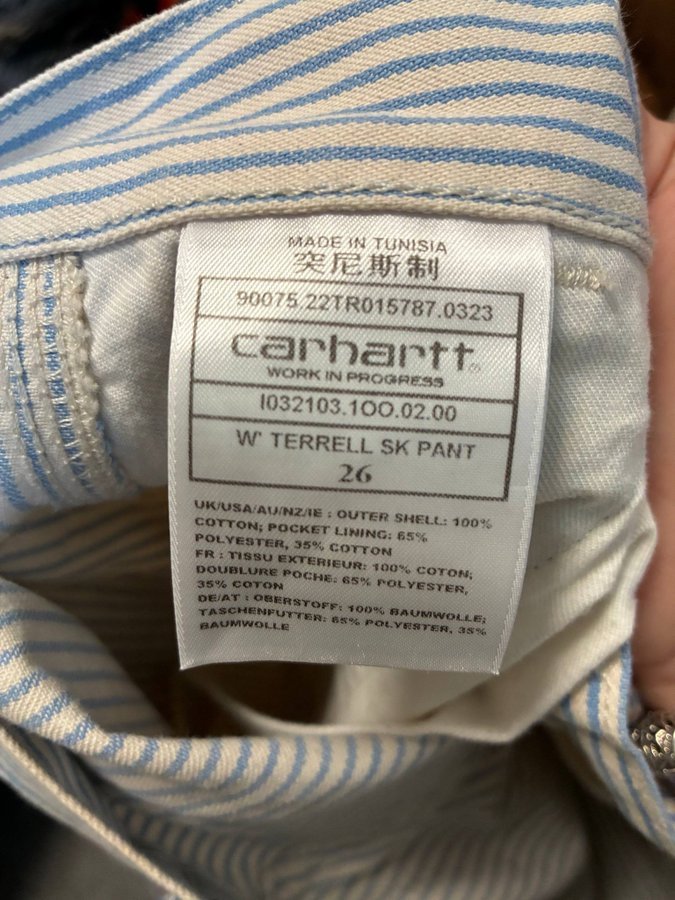 MADE IN TUNISIA
突尼斯制
90075.22TR015787.0323
carhartt
WORK IN PROGRESS
I032103.1OO.02.00
W' TERRELL SK PANT
26
UK/USA/AU/NZ/IE : OUTER SHELL: 100%
COTTON; POCKET LINING: 65%
POLYESTER, 35% COTTON
FR : TISSU EXTERIEUR: 100% COTON;
DOUBLURE POCHE: 65% POLYESTER,
35% COTON
DE/AT : OBERSTOFF: 100% BAUMWOLLE;
TASCHENFUTTER: 65% POLYESTER, 35%
BAUMWOLLE